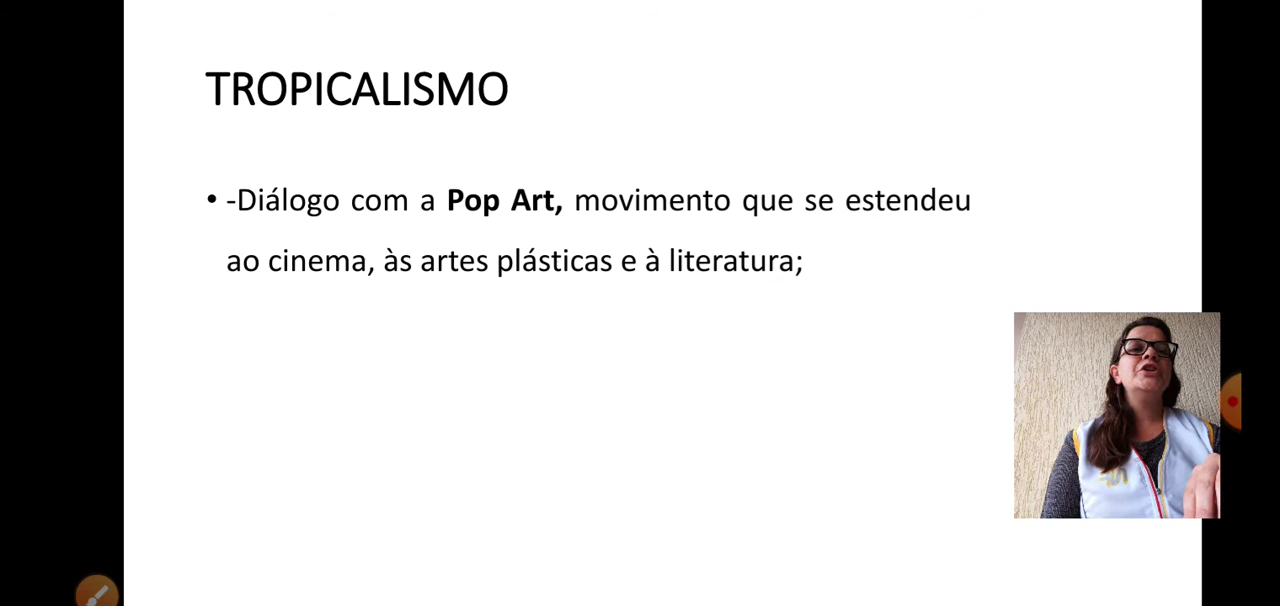 TROPICALISMO
• -Diálogo com a Pop Art, movimento que se estendeu
ao cinema, às artes plásticas e à literatura;